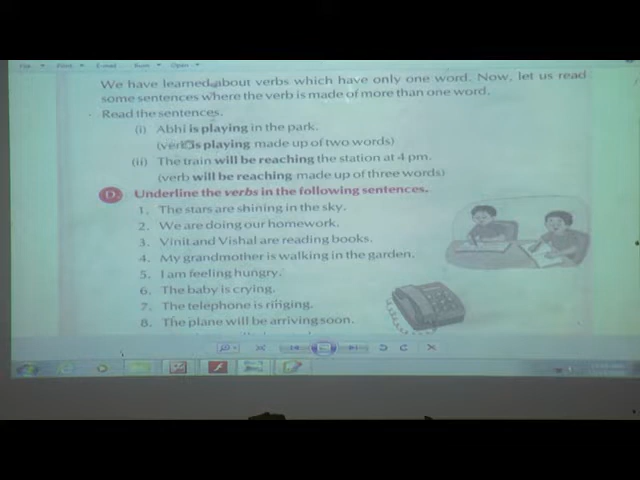 We have learned about verbs which have only one word. Now, let us read
some sentences where the verb is made of more than one word.
Read the sentences.
(i) Abhi is playing in the park.
(verb is playing made up of two words)
(ii) The train will be reaching the station at 4 pm.
(verb will be reaching made up of three words)
D. Underline the verbs in the following sentences.
1. The stars are shining in the sky.
2. We are doing our homework.
3. Vinit and Vishal are reading books.
4. My grandmother is walking in the garden.
5. I am feeling hungry.
6. The baby is crying.
7. The telephone is ringing.
8. The plane will be arriving soon.